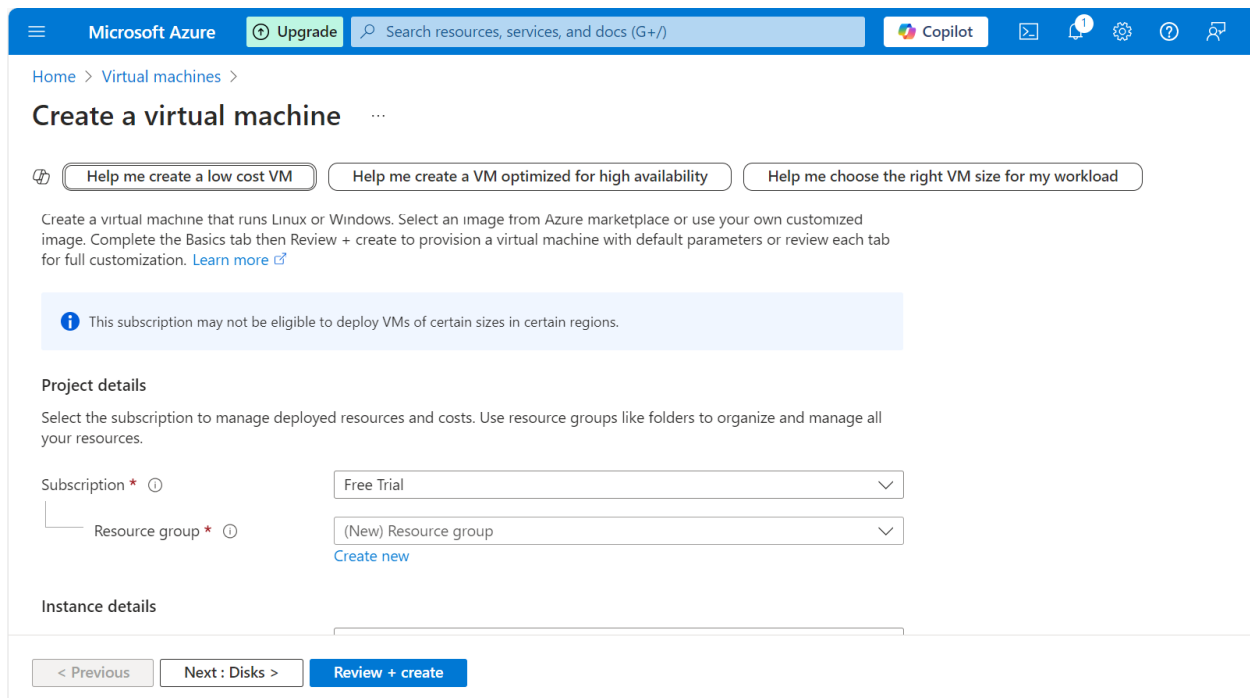 Microsoft Azure
Upgrade
Search resources, services, and docs (G+/)
Copilot
1
Home > Virtual machines >
Create a virtual machine ...
Help me create a low cost VM
Help me create a VM optimized for high availability
Help me choose the right VM size for my workload
Create a virtual machine that runs Linux or Windows. Select an image from Azure marketplace or use your own customized
image. Complete the Basics tab then Review + create to provision a virtual machine with default parameters or review each tab
for full customization. Learn more
This subscription may not be eligible to deploy VMs of certain sizes in certain regions.
Project details
Select the subscription to manage deployed resources and costs. Use resource groups like folders to organize and manage all
your resources.
Subscription *
Free Trial
Resource group *
(New) Resource group
Create new
Instance details
< Previous
Next : Disks >
Review + create